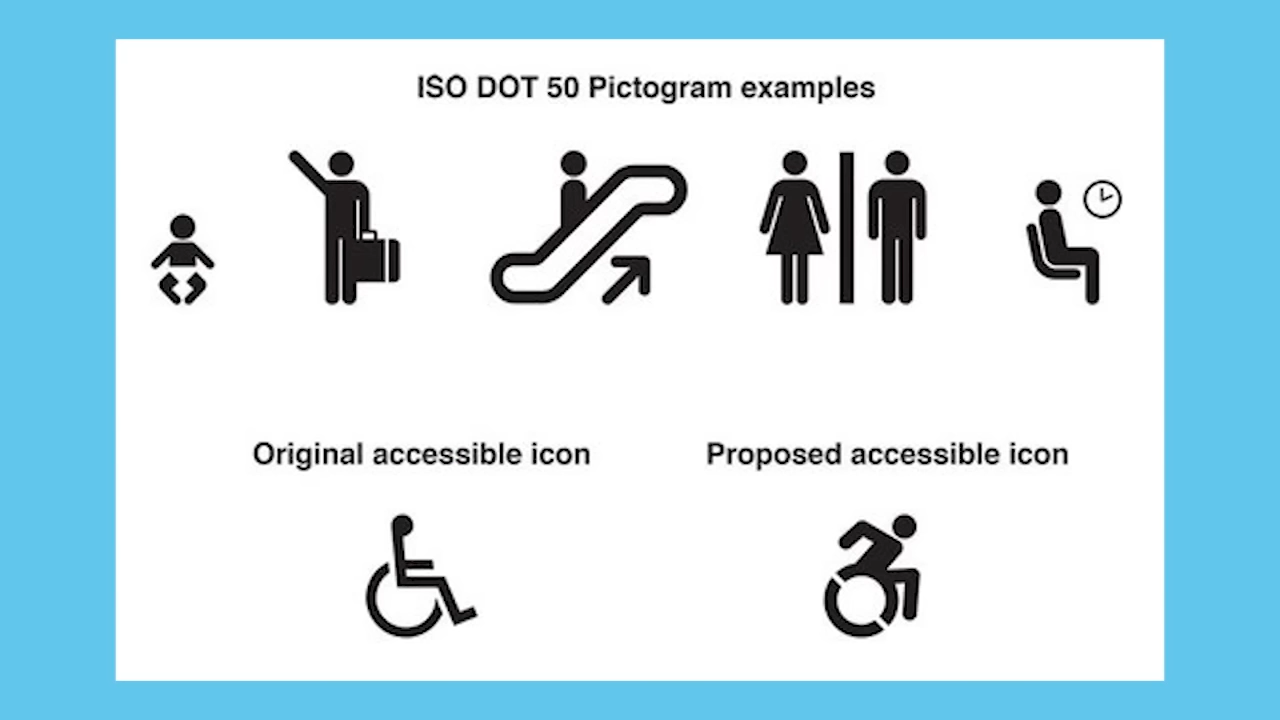 ISO DOT 50 Pictogram examples
Original accessible icon
Proposed accessible icon